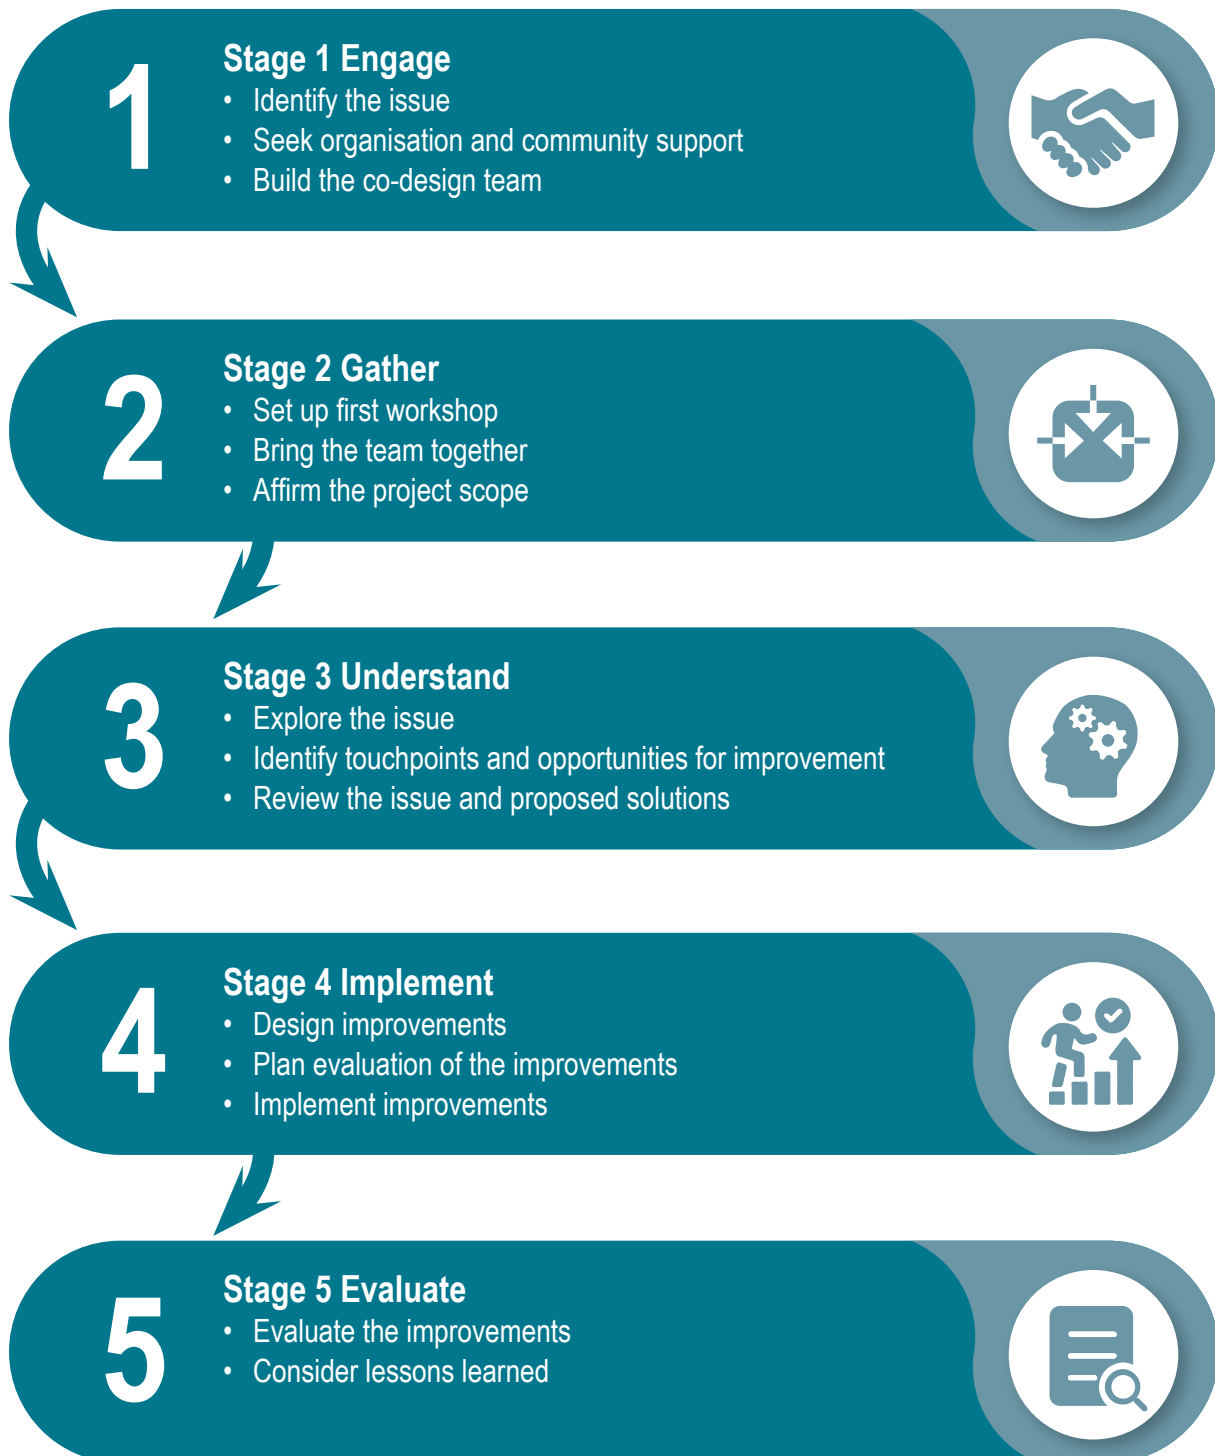 1
Stage 1 Engage
• Identify the issue
• Seek organisation and community support
• Build the co-design team
2
Stage 2 Gather
• Set up first workshop
• Bring the team together
• Affirm the project scope
3
Stage 3 Understand
• Explore the issue
• Identify touchpoints and opportunities for improvement
• Review the issue and proposed solutions
4
Stage 4 Implement
• Design improvements
• Plan evaluation of the improvements
• Implement improvements
5
Stage 5 Evaluate
• Evaluate the improvements
• Consider lessons learned